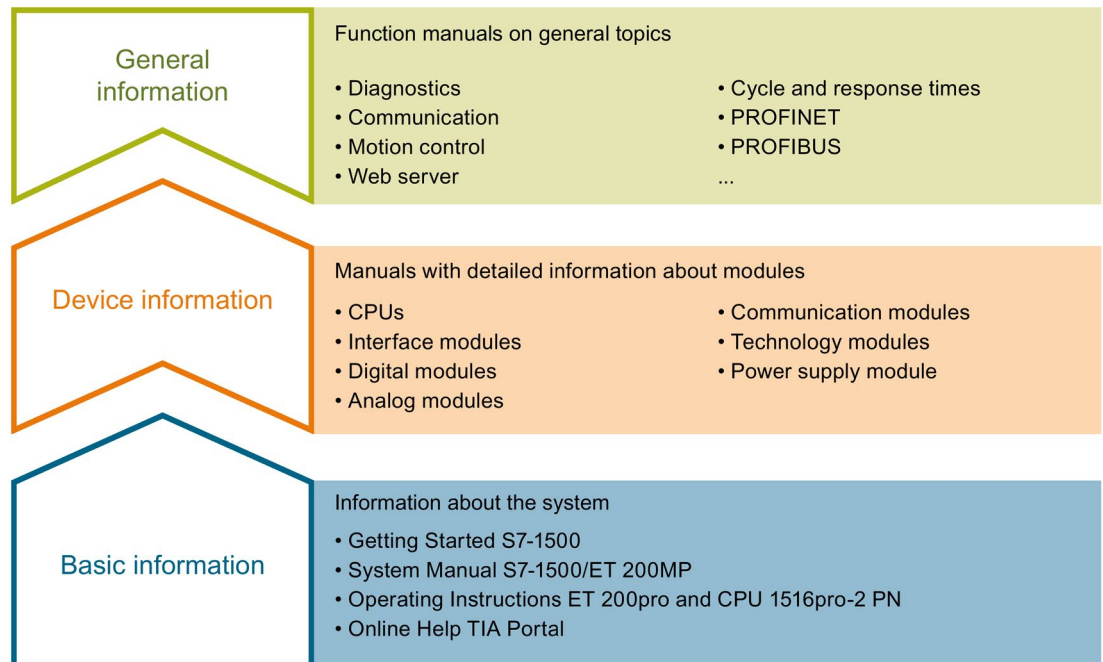 General
information
Function manuals on general topics
• Diagnostics
• Communication
• Motion control
• Web server
• Cycle and response times
• PROFINET
• PROFIBUS
...
Device information
Manuals with detailed information about modules
• CPUs
• Interface modules
• Digital modules
• Analog modules
• Communication modules
• Technology modules
• Power supply module
Basic information
Information about the system
• Getting Started S7-1500
• System Manual S7-1500/ET 200MP
• Operating Instructions ET 200pro and CPU 1516pro-2 PN
• Online Help TIA Portal